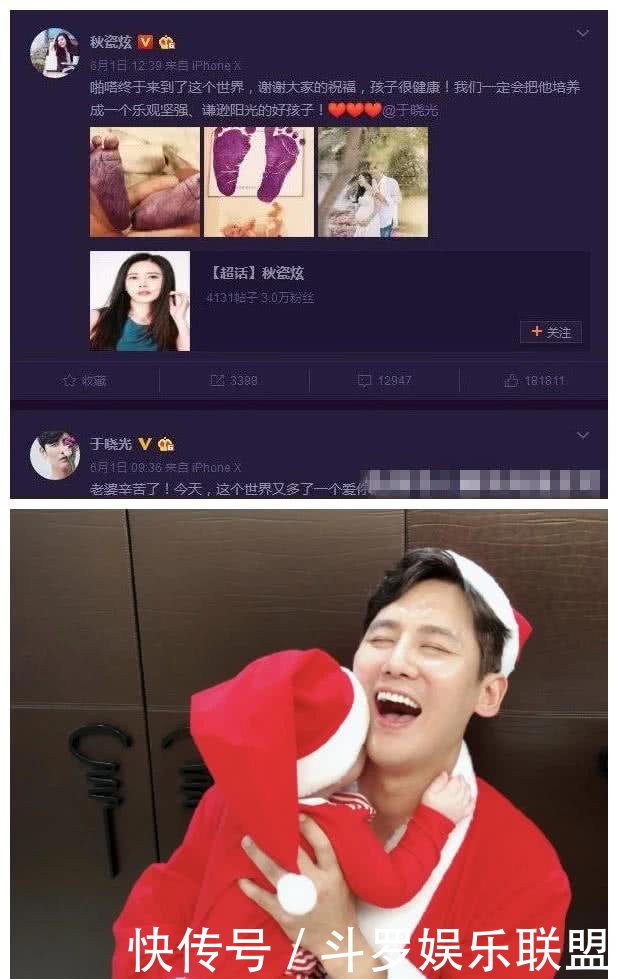 秋瓷炫
6月1日 12:39 来自 iPhone X
啪嗒终于来到了这个世界，谢谢大家的祝福，孩子很健康！我们一定会把他培养
成一个乐观坚强、谦逊阳光的好孩子！❤❤❤@于晓光
【超话】秋瓷炫
4131帖子 3.0万粉丝
+ 关注
收藏 3398 12947 181811
于晓光
6月1日 09:36 来自 iPhone X
老婆辛苦了！今天，这个世界又多了一个爱你
快传号 / 斗罗娱乐联盟